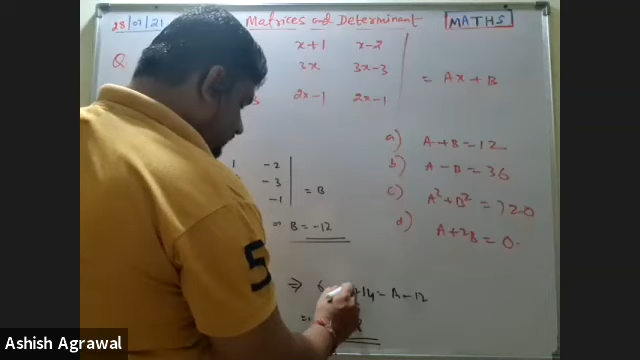 28/07/21 Matrices and Determinant MATHS
Q x+1 x-2
3x 3x-3
2x-1 2x-1
= Ax+B
a) A+B=12
b) A-B=36
c) A²+B²=720
d) A+2B=0
1 -2
-3
-1
= B
B=-12
⇒ +14=A-12
5
Ashish Agrawal